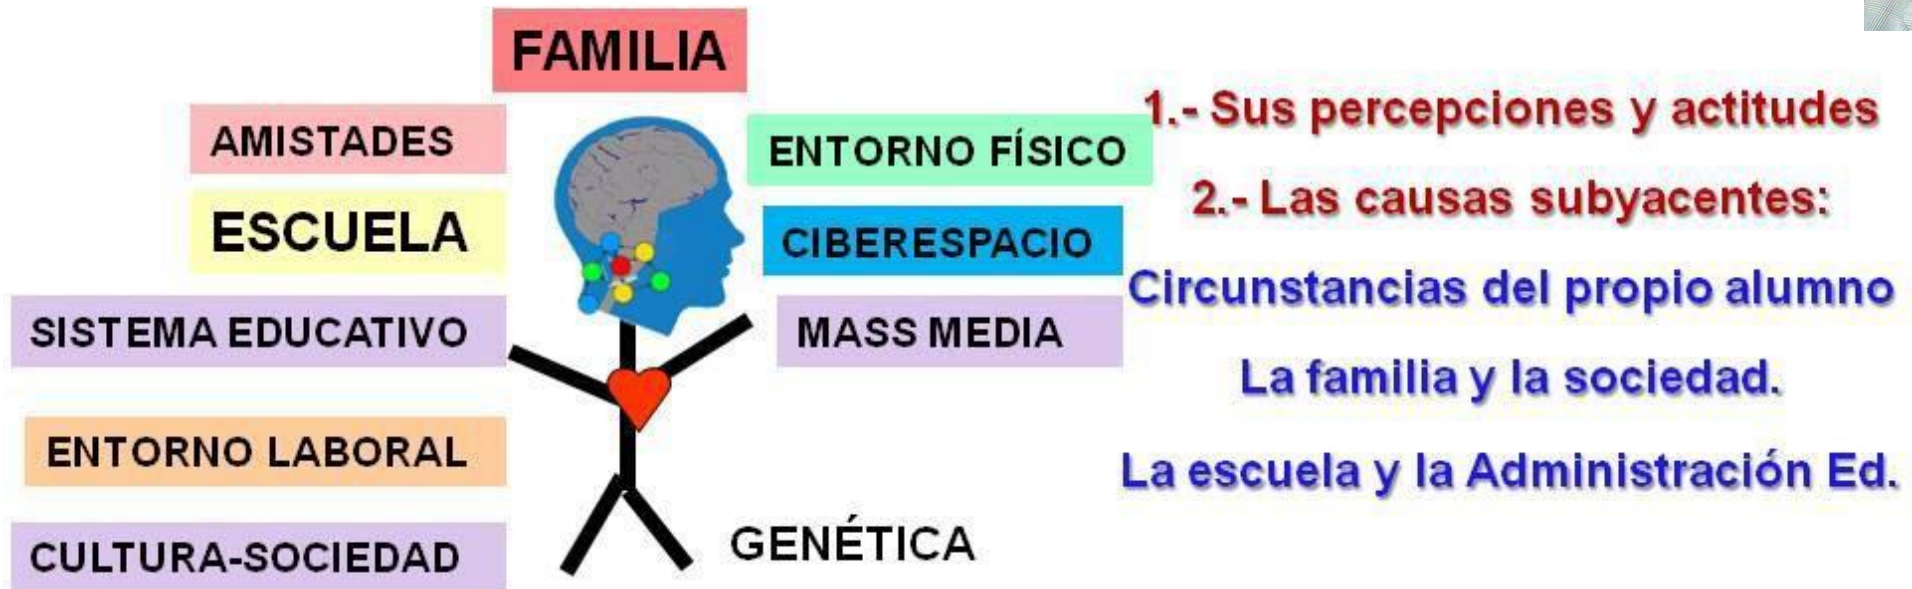 FAMILIA
AMISTADES
ESCUELA
SISTEMA EDUCATIVO
ENTORNO LABORAL
CULTURA-SOCIEDAD
ENTORNO FÍSICO
CIBERESPACIO
MASS MEDIA
GENÉTICA
1.- Sus percepciones y actitudes
2.- Las causas subyacentes:
Circunstancias del propio alumno
La familia y la sociedad.
La escuela y la Administración Ed.